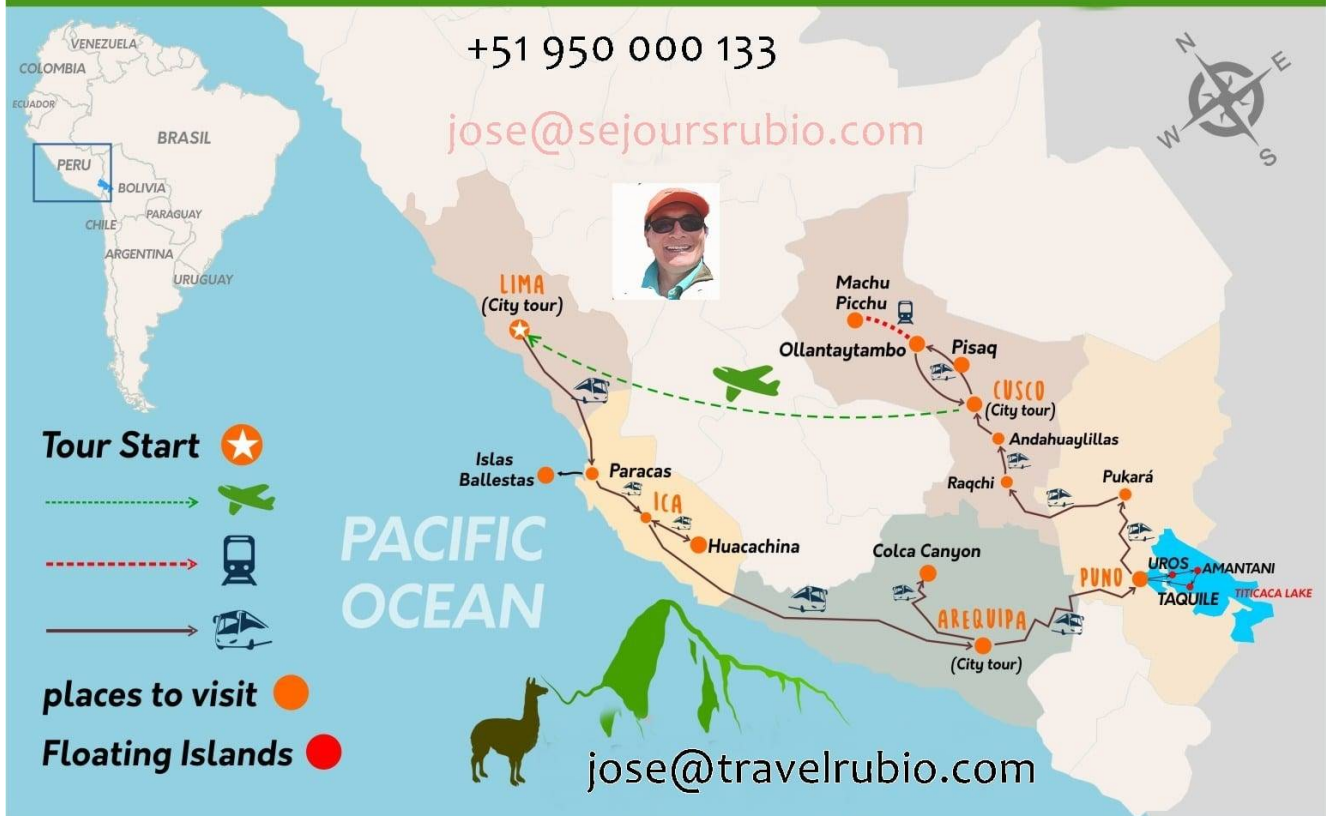 +51 950 000 133
jose@sejoursrubio.com
VENEZUELA
COLOMBIA
ECUADOR
BRASIL
PERU
BOLIVIA
PARAGUAY
CHILE
ARGENTINA
URUGUAY
N
E
W
S
LIMA
(City tour)
Machu
Picchu
Ollantaytambo
Pisaq
CUSCO
(City tour)
Andahuaylillas
Raqchi
Pukará
Islas
Ballestas
Paracas
ICA
Huacachina
Colca Canyon
AREQUIPA
(City tour)
PUNO
UROS
AMANTANI
TAQUILE
TITICACA LAKE
PACIFIC
OCEAN
Tour Start
places to visit
Floating Islands
jose@travelrubio.com